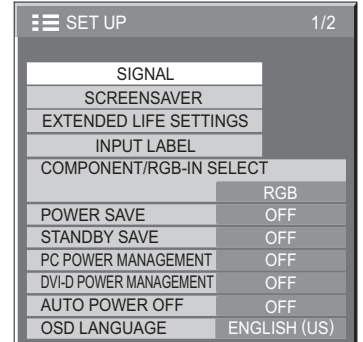 SET UP 1/2
SIGNAL
SCREENSAVER
EXTENDED LIFE SETTINGS
INPUT LABEL
COMPONENT/RGB-IN SELECT
RGB
POWER SAVE OFF
STANDBY SAVE OFF
PC POWER MANAGEMENT OFF
DVI-D POWER MANAGEMENT OFF
AUTO POWER OFF OFF
OSD LANGUAGE ENGLISH (US)